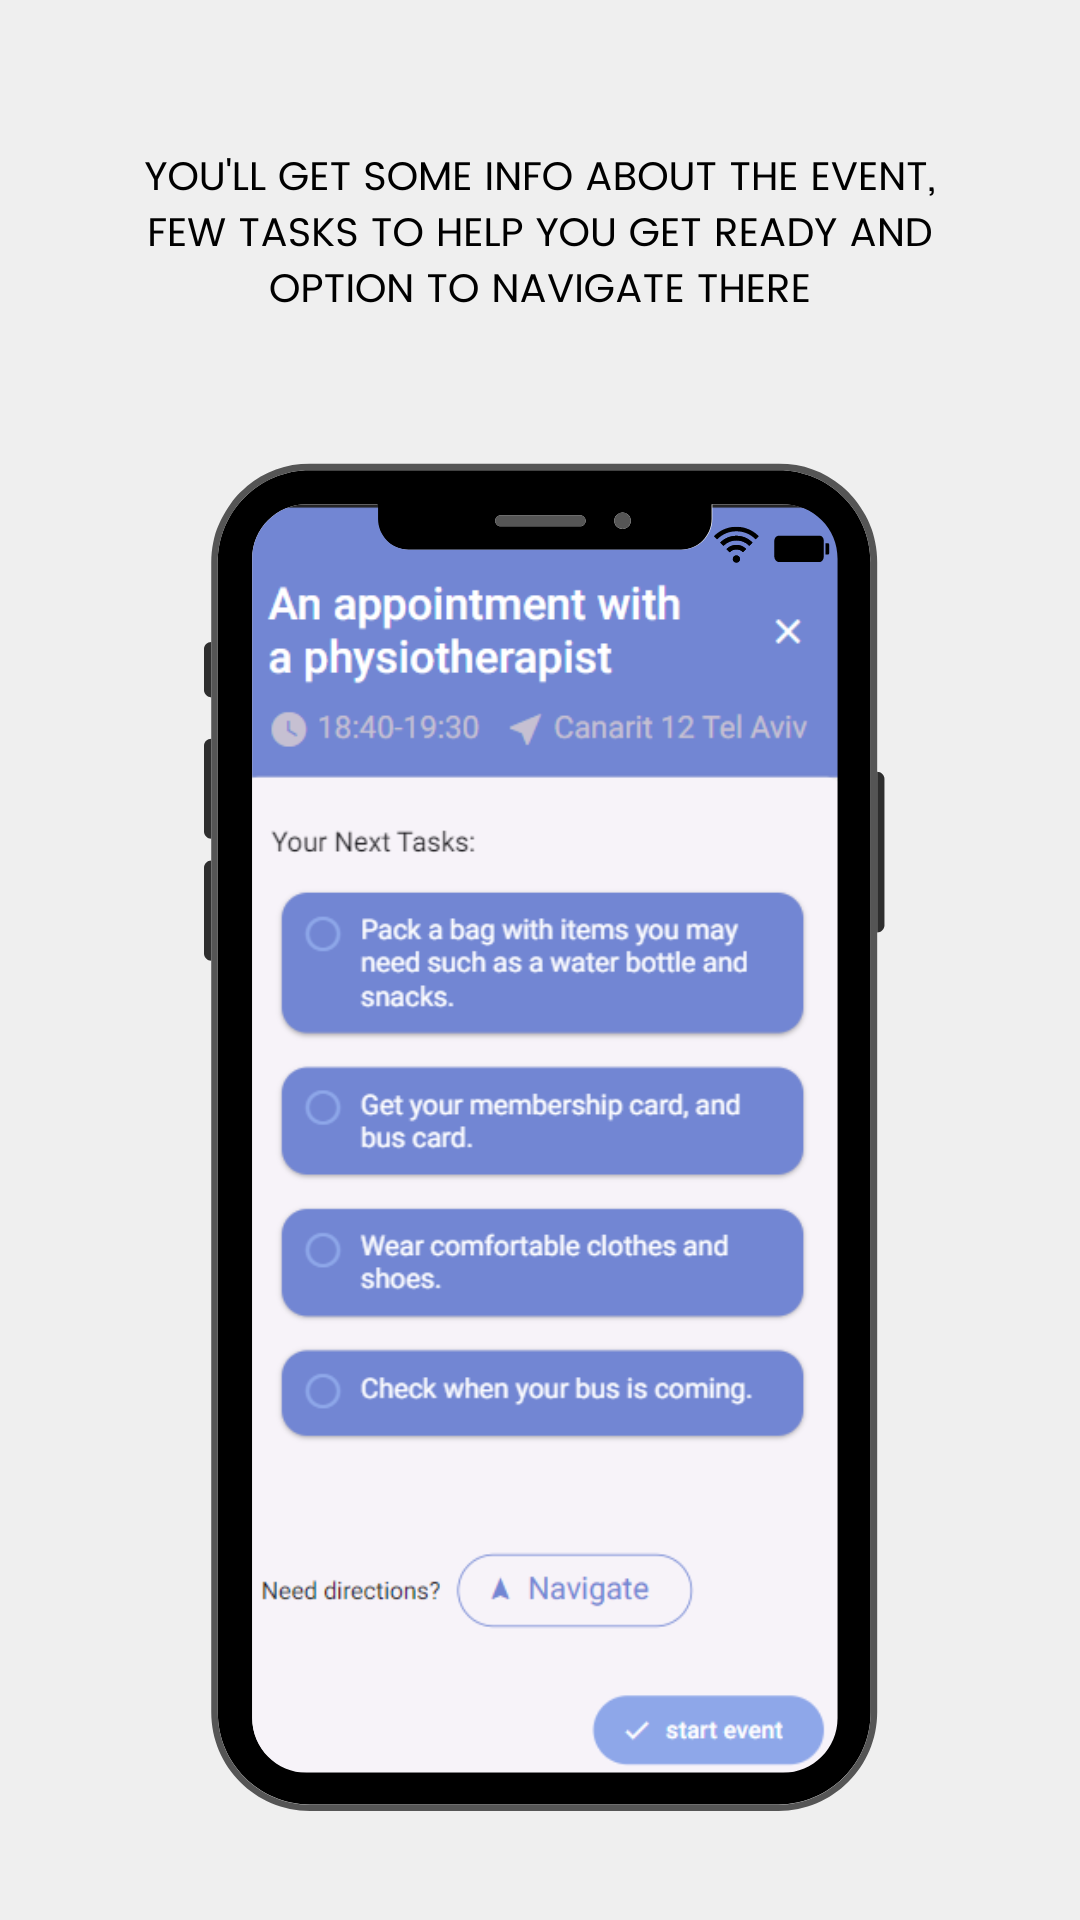 YOU'LL GET SOME INFO ABOUT THE EVENT,
FEW TASKS TO HELP YOU GET READY AND
OPTION TO NAVIGATE THERE
An appointment with
a physiotherapist
18:40-19:30 Canarit 12 Tel Aviv
Your Next Tasks:
Pack a bag with items you may
need such as a water bottle and
snacks.
Get your membership card, and
bus card.
Wear comfortable clothes and
shoes.
Check when your bus is coming.
Need directions? Navigate
start event